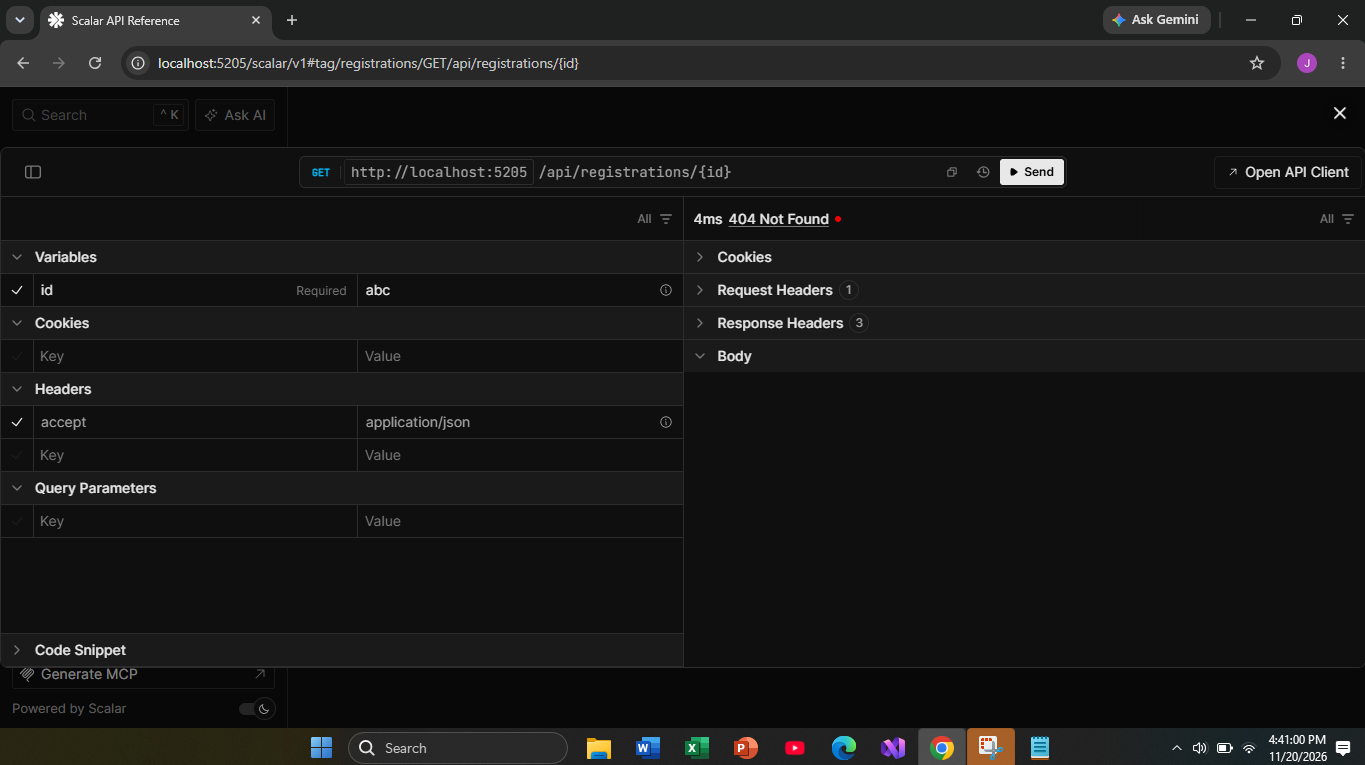 Scalar API Reference
Ask Gemini
localhost:5205/scalar/v1#tag/registrations/GET/api/registrations/{id}
J
Search
^ K
Ask AI
GET
http://localhost:5205
/api/registrations/{id}
Send
Open API Client
All
4ms 404 Not Found
All
Variables
id
Required
abc
Cookies
Key
Value
Headers
accept
application/json
Key
Value
Query Parameters
Key
Value
Code Snippet
Cookies
Request Headers 1
Response Headers 3
Body
Generate MCP
Powered by Scalar
Search
4:41:00 PM
11/20/2026